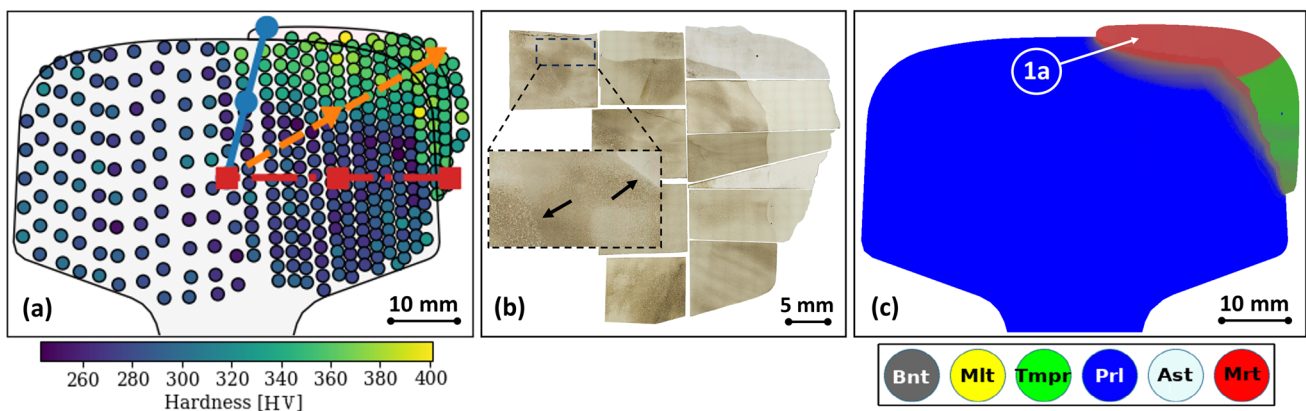 (a)
10 mm
260 280 300 320 340 360 380 400
Hardness [HV]
(b)
5 mm
1a
(c)
10 mm
Bnt Mlt Tmpr Prl Ast Mrt